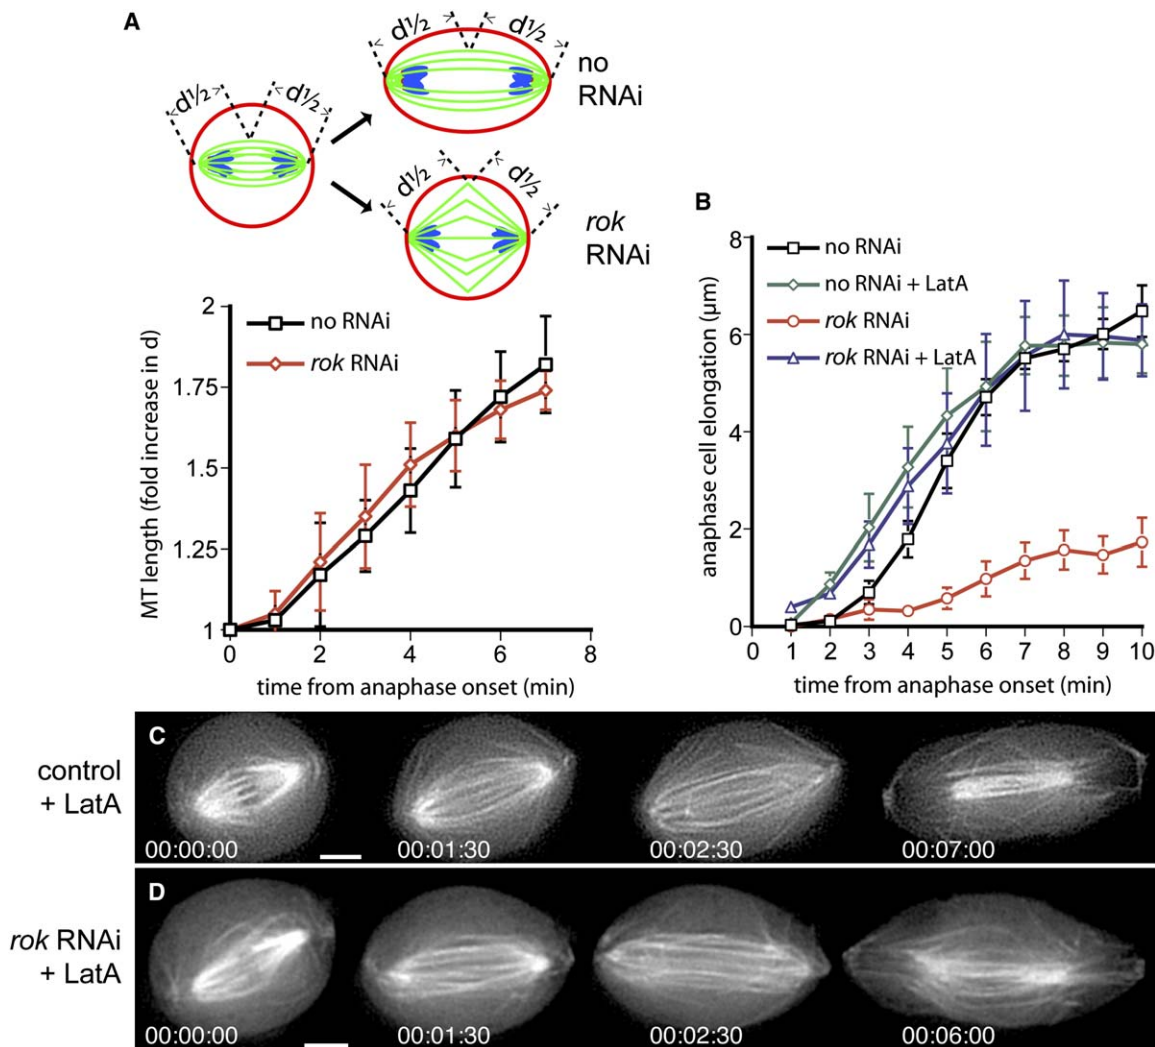 A
<d½> <d½>
no
RNAi
<d½> <d½>
<d½> <d½>
rok
RNAi
MT length (fold increase in d)
2
1.75
1.5
1.25
1
no RNAi
rok RNAi
0 2 4 6 8
time from anaphase onset (min)
B
anaphase cell elongation (µm)
8
6
4
2
0
no RNAi
no RNAi + LatA
rok RNAi
rok RNAi + LatA
0 1 2 3 4 5 6 7 8 9 10
time from anaphase onset (min)
control
+ LatA
C
00:00:00 00:01:30 00:02:30 00:07:00
rok RNAi
+ LatA
D
00:00:00 00:01:30 00:02:30 00:06:00